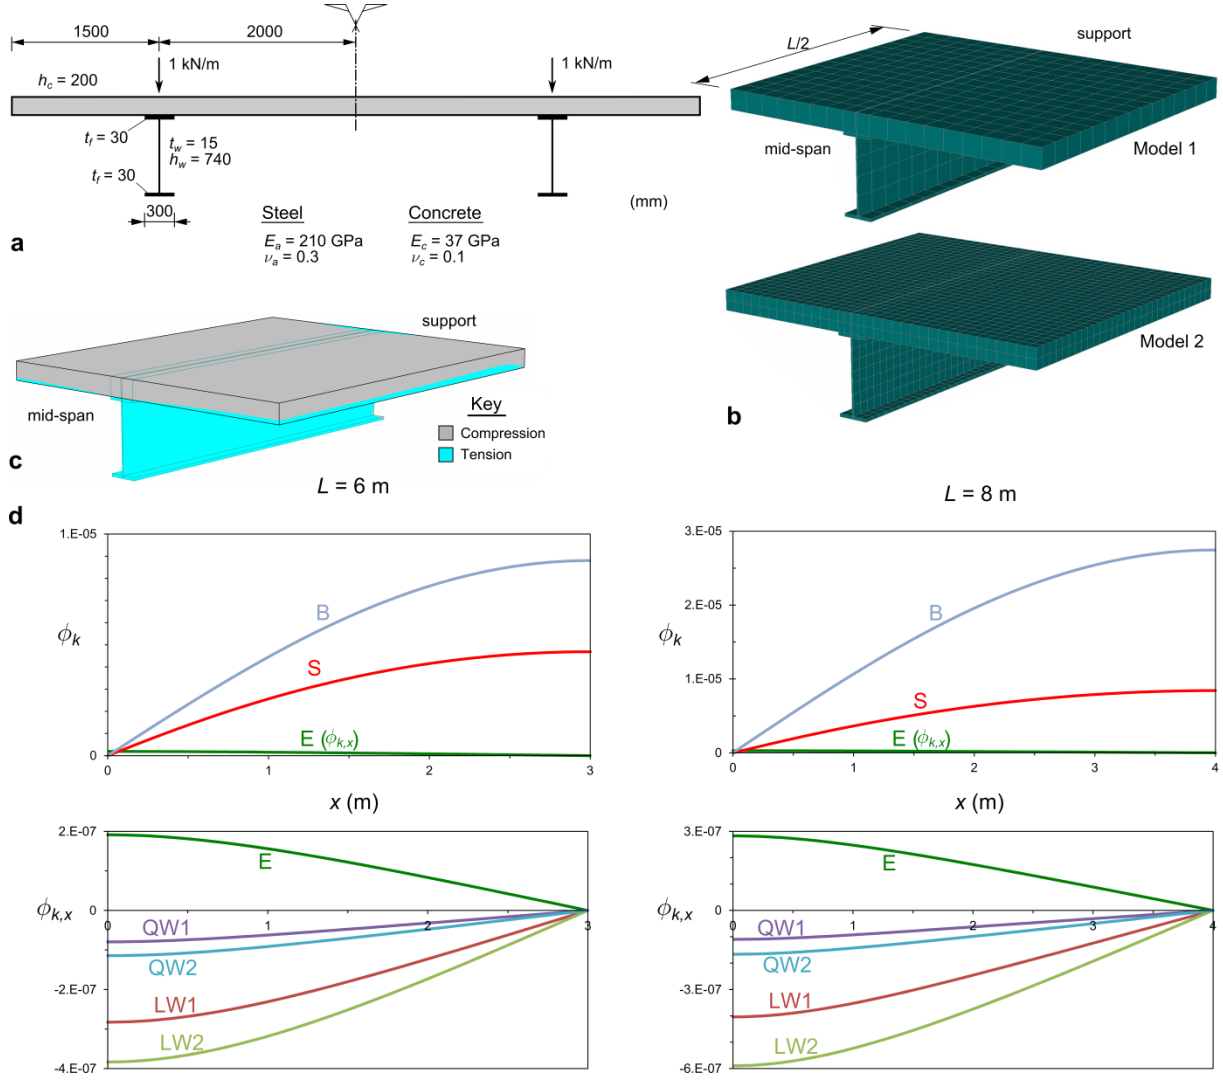 1500
2000
1 kN/m
1 kN/m
h_c = 200
t_f = 30
t_w = 15
h_w = 740
t_f = 30
300
(mm)
Steel
E_a = 210 GPa
ν_a = 0.3
Concrete
E_c = 37 GPa
ν_c = 0.1
a
L/2
support
mid-span
Model 1
Model 2
b
support
mid-span
Key
Compression
Tension
c
L = 6 m
L = 8 m
d
1.E-05
ϕ_k
0
B
S
E (ϕ_k,x)
0
1
2
3
x (m)
3.E-05
2.E-05
ϕ_k
1.E-05
0
B
S
E (ϕ_k,x)
0
1
2
3
4
x (m)
2.E-07
0
ϕ_k,x
-2.E-07
-4.E-07
E
0
1
2
3
QW1
QW2
LW1
LW2
3.E-07
0
ϕ_k,x
-3.E-07
-6.E-07
E
0
1
2
3
4
QW1
QW2
LW1
LW2